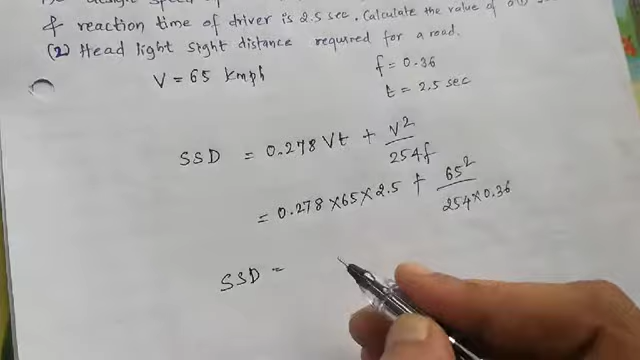 design speed
& reaction time of driver is 2.5 sec. Calculate the value of
(2) Head light sight distance required for a road.
V = 65 kmph
f = 0.36
t = 2.5 sec
SSD = 0.278 Vt + V²/254f
= 0.278×65×2.5 + 65²/254×0.36
SSD =